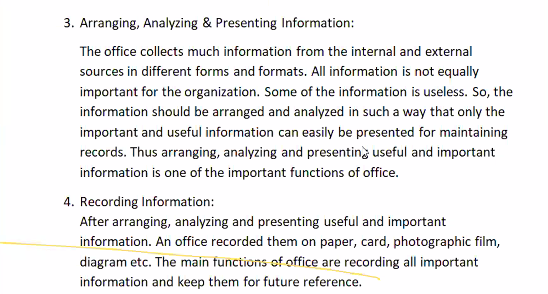 3. Arranging, Analyzing & Presenting Information:
The office collects much information from the internal and external
sources in different forms and formats. All information is not equally
important for the organization. Some of the information is useless. So, the
information should be arranged and analyzed in such a way that only the
important and useful information can easily be presented for maintaining
records. Thus arranging, analyzing and presenting useful and important
information is one of the important functions of office.
4. Recording Information:
After arranging, analyzing and presenting useful and important
information. An office recorded them on paper, card, photographic film,
diagram etc. The main functions of office are recording all important
information and keep them for future reference.